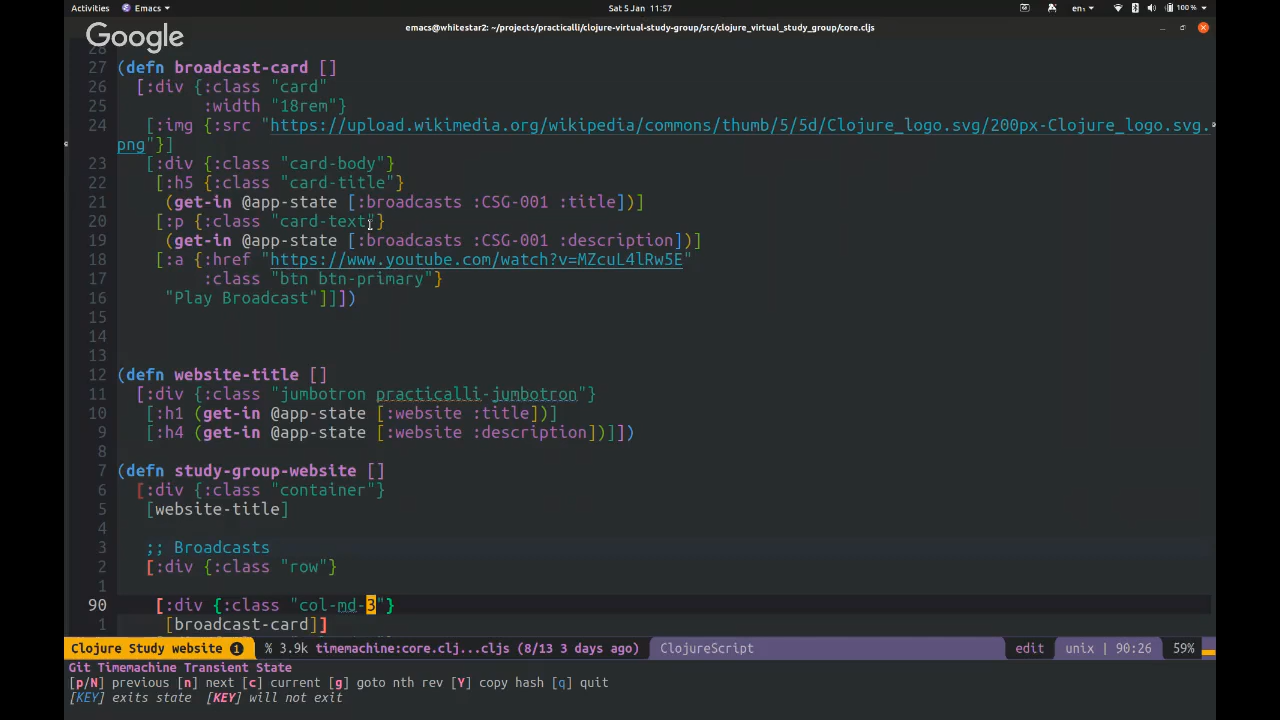 Activities Emacs Sat 5 Jan 11:57 en₁ 100 %
emacs@whitestar2: ~/projects/practicalli/clojure-virtual-study-group/src/clojure_virtual_study_group/core.cljs
Google
28
27 (defn broadcast-card []
26 [:div {:class "card"
25 :width "18rem"}
24 [:img {:src "https://upload.wikimedia.org/wikipedia/commons/thumb/5/5d/Clojure_logo.svg/200px-Clojure_logo.svg.
png"}]
23 [:div {:class "card-body"}
22 [:h5 {:class "card-title"}
21 (get-in @app-state [:broadcasts :CSG-001 :title])]
20 [:p {:class "card-text"}
19 (get-in @app-state [:broadcasts :CSG-001 :description])]
18 [:a {:href "https://www.youtube.com/watch?v=MZcuL4lRw5E"
17 :class "btn btn-primary"}
16 "Play Broadcast"]]])
15
14
13
12 (defn website-title []
11 [:div {:class "jumbotron practicalli-jumbotron"}
10 [:h1 (get-in @app-state [:website :title])]
9 [:h4 (get-in @app-state [:website :description])]])
8
7 (defn study-group-website []
6 [:div {:class "container"}
5 [website-title]
4
3 ;; Broadcasts
2 [:div {:class "row"}
1
90 [:div {:class "col-md-3"}
1 [broadcast-card]]
Clojure Study website 1 % 3.9k timemachine:core.clj...cljs (8/13 3 days ago) ClojureScript edit unix | 90:26 59%
Git Timemachine Transient State
[p/N] previous [n] next [c] current [g] goto nth rev [Y] copy hash [q] quit
[KEY] exits state [KEY] will not exit